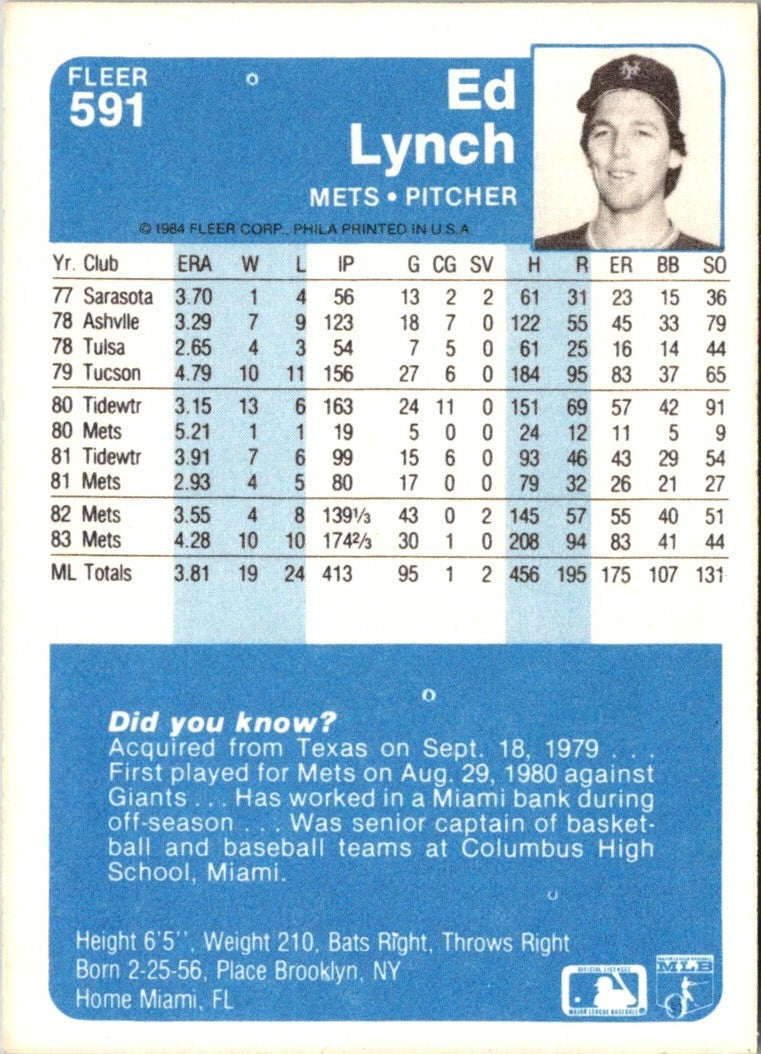 FLEER
591
Ed
Lynch
METS • PITCHER
© 1984 FLEER CORP., PHILA PRINTED IN U.S.A
Yr. Club ERA W L IP G CG SV H R ER BB SO
77 Sarasota 3.70 1 4 56 13 2 2 61 31 23 15 36
78 Ashvlle 3.29 7 9 123 18 7 0 122 55 45 33 79
78 Tulsa 2.65 4 3 54 7 5 0 61 25 16 14 44
79 Tucson 4.79 10 11 156 27 6 0 184 95 83 37 65
80 Tidewtr 3.15 13 6 163 24 11 0 151 69 57 42 91
80 Mets 5.21 1 1 19 5 0 0 24 12 11 5 9
81 Tidewtr 3.91 7 6 99 15 6 0 93 46 43 29 54
81 Mets 2.93 4 5 80 17 0 0 79 32 26 21 27
82 Mets 3.55 4 8 139⅓ 43 0 2 145 57 55 40 51
83 Mets 4.28 10 10 174⅔ 30 1 0 208 94 83 41 44
ML Totals 3.81 19 24 413 95 1 2 456 195 175 107 131
Did you know?
Acquired from Texas on Sept. 18, 1979 . . .
First played for Mets on Aug. 29, 1980 against
Giants . . . Has worked in a Miami bank during
off-season . . . Was senior captain of basket-
ball and baseball teams at Columbus High
School, Miami.
Height 6'5'', Weight 210, Bats Right, Throws Right
Born 2-25-56, Place Brooklyn, NY
Home Miami, FL
OFFICIAL LICENSEE
MAJOR LEAGUE BASEBALL
MLB